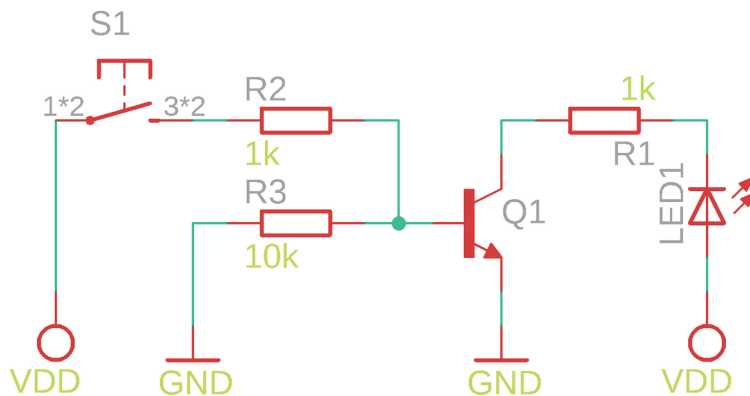 S1
1*2
3*2
R2
1k
R3
10k
Q1
1k
R1
LED1
VDD
GND
GND
VDD